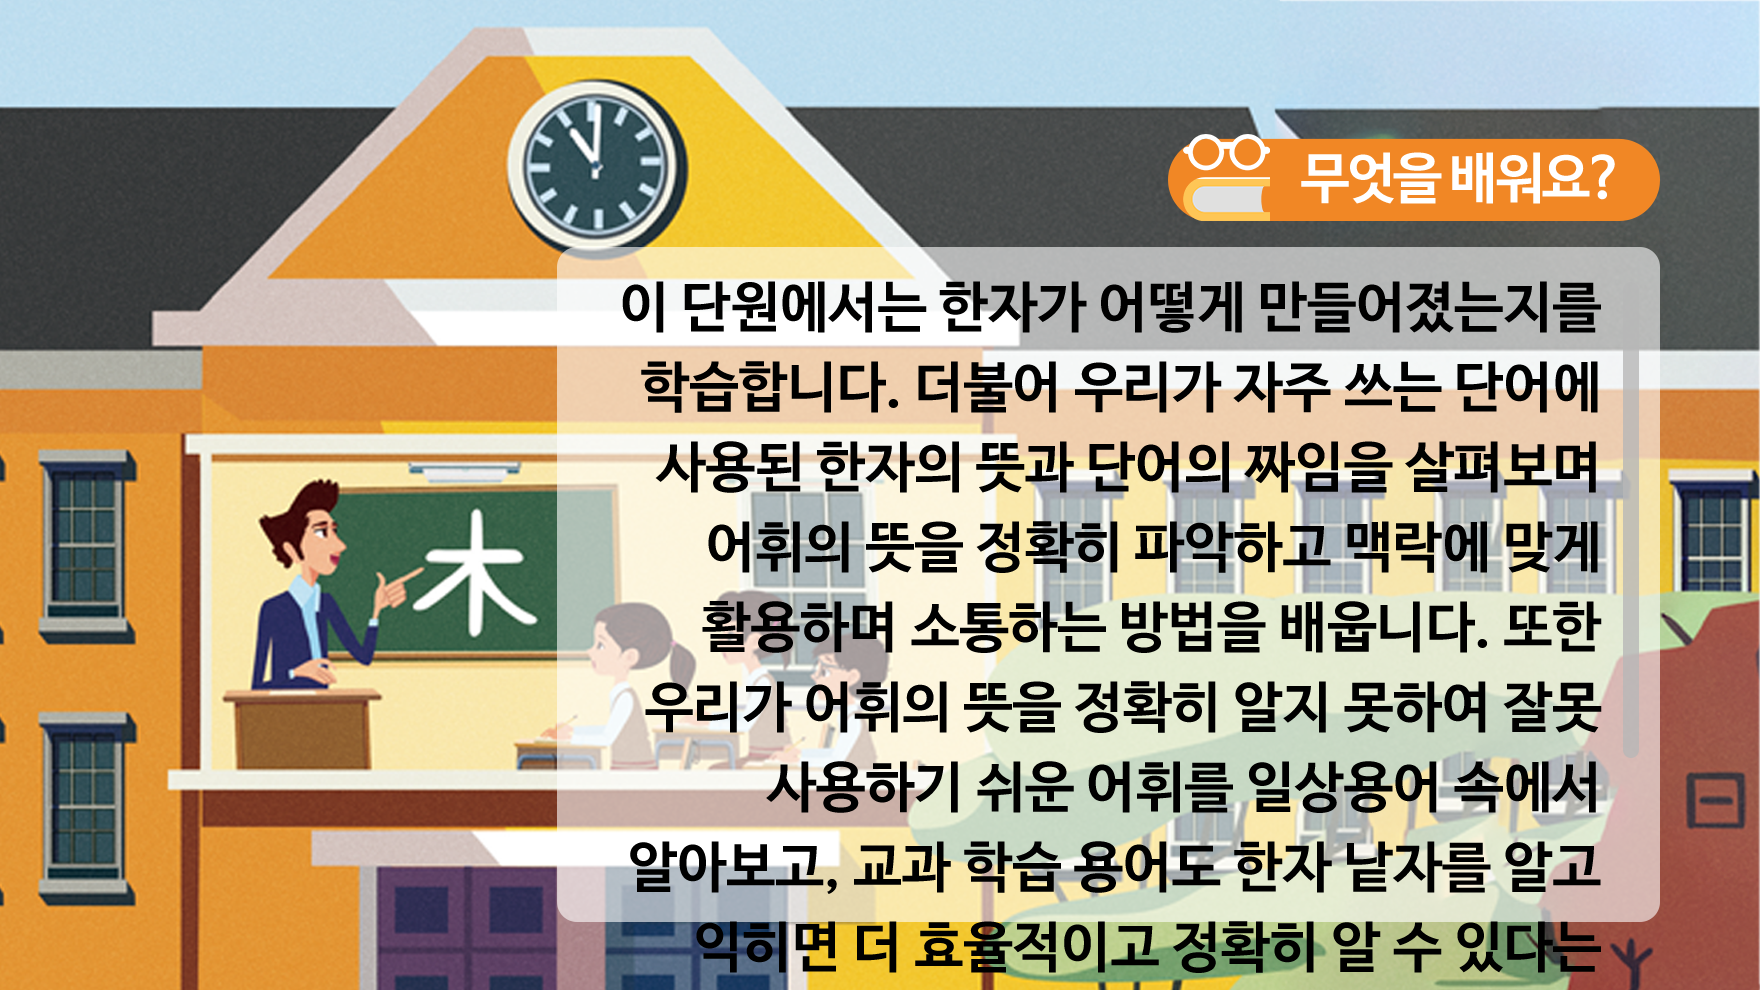 무엇을 배워요?
이 단원에서는 한자가 어떻게 만들어졌는지를
학습합니다. 더불어 우리가 자주 쓰는 단어에
사용된 한자의 뜻과 단어의 짜임을 살펴보며
어휘의 뜻을 정확히 파악하고 맥락에 맞게
활용하며 소통하는 방법을 배웁니다. 또한
우리가 어휘의 뜻을 정확히 알지 못하여 잘못
사용하기 쉬운 어휘를 일상용어 속에서
알아보고, 교과 학습 용어도 한자 낱자를 알고
익히면 더 효율적이고 정확히 알 수 있다는
木